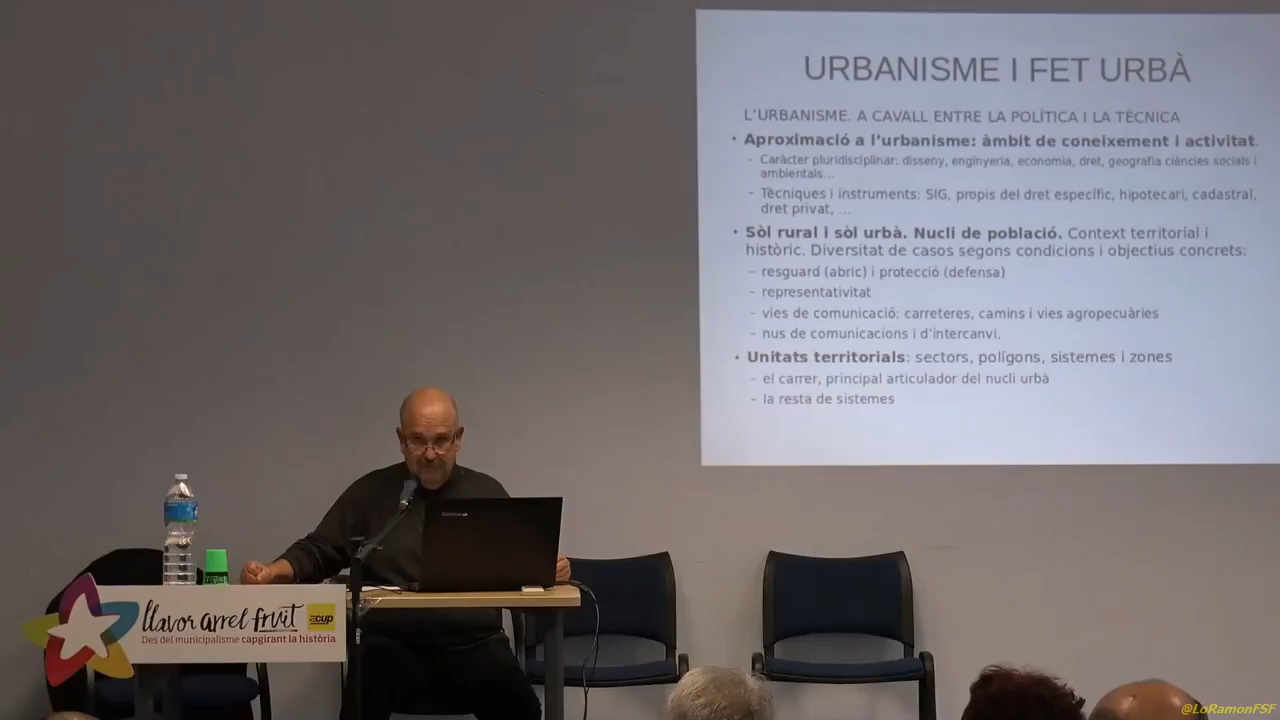 URBANISME I FET URBÀ
L'URBANISME. A CAVALL ENTRE LA POLÍTICA I LA TÈCNICA
• Aproximació a l'urbanisme: àmbit de coneixement i activitat.
– Caràcter pluridisciplinar: disseny, enginyeria, economia, dret, geografia ciències socials i
ambientals...
– Tècniques i instruments: SIG, propis del dret específic, hipotecari, cadastral,
dret privat, ...
• Sòl rural i sòl urbà. Nucli de població. Context territorial i
històric. Diversitat de casos segons condicions i objectius concrets:
– resguard (abric) i protecció (defensa)
– representativitat
– vies de comunicació: carreteres, camins i vies agropecuàries
– nus de comunicacions i d'intercanvi.
• Unitats territorials: sectors, polígons, sistemes i zones
– el carrer, principal articulador del nucli urbà
– la resta de sistemes
llavor arrel fruit
cup
Des del municipalisme capgirant la història
@LoRamonFSF